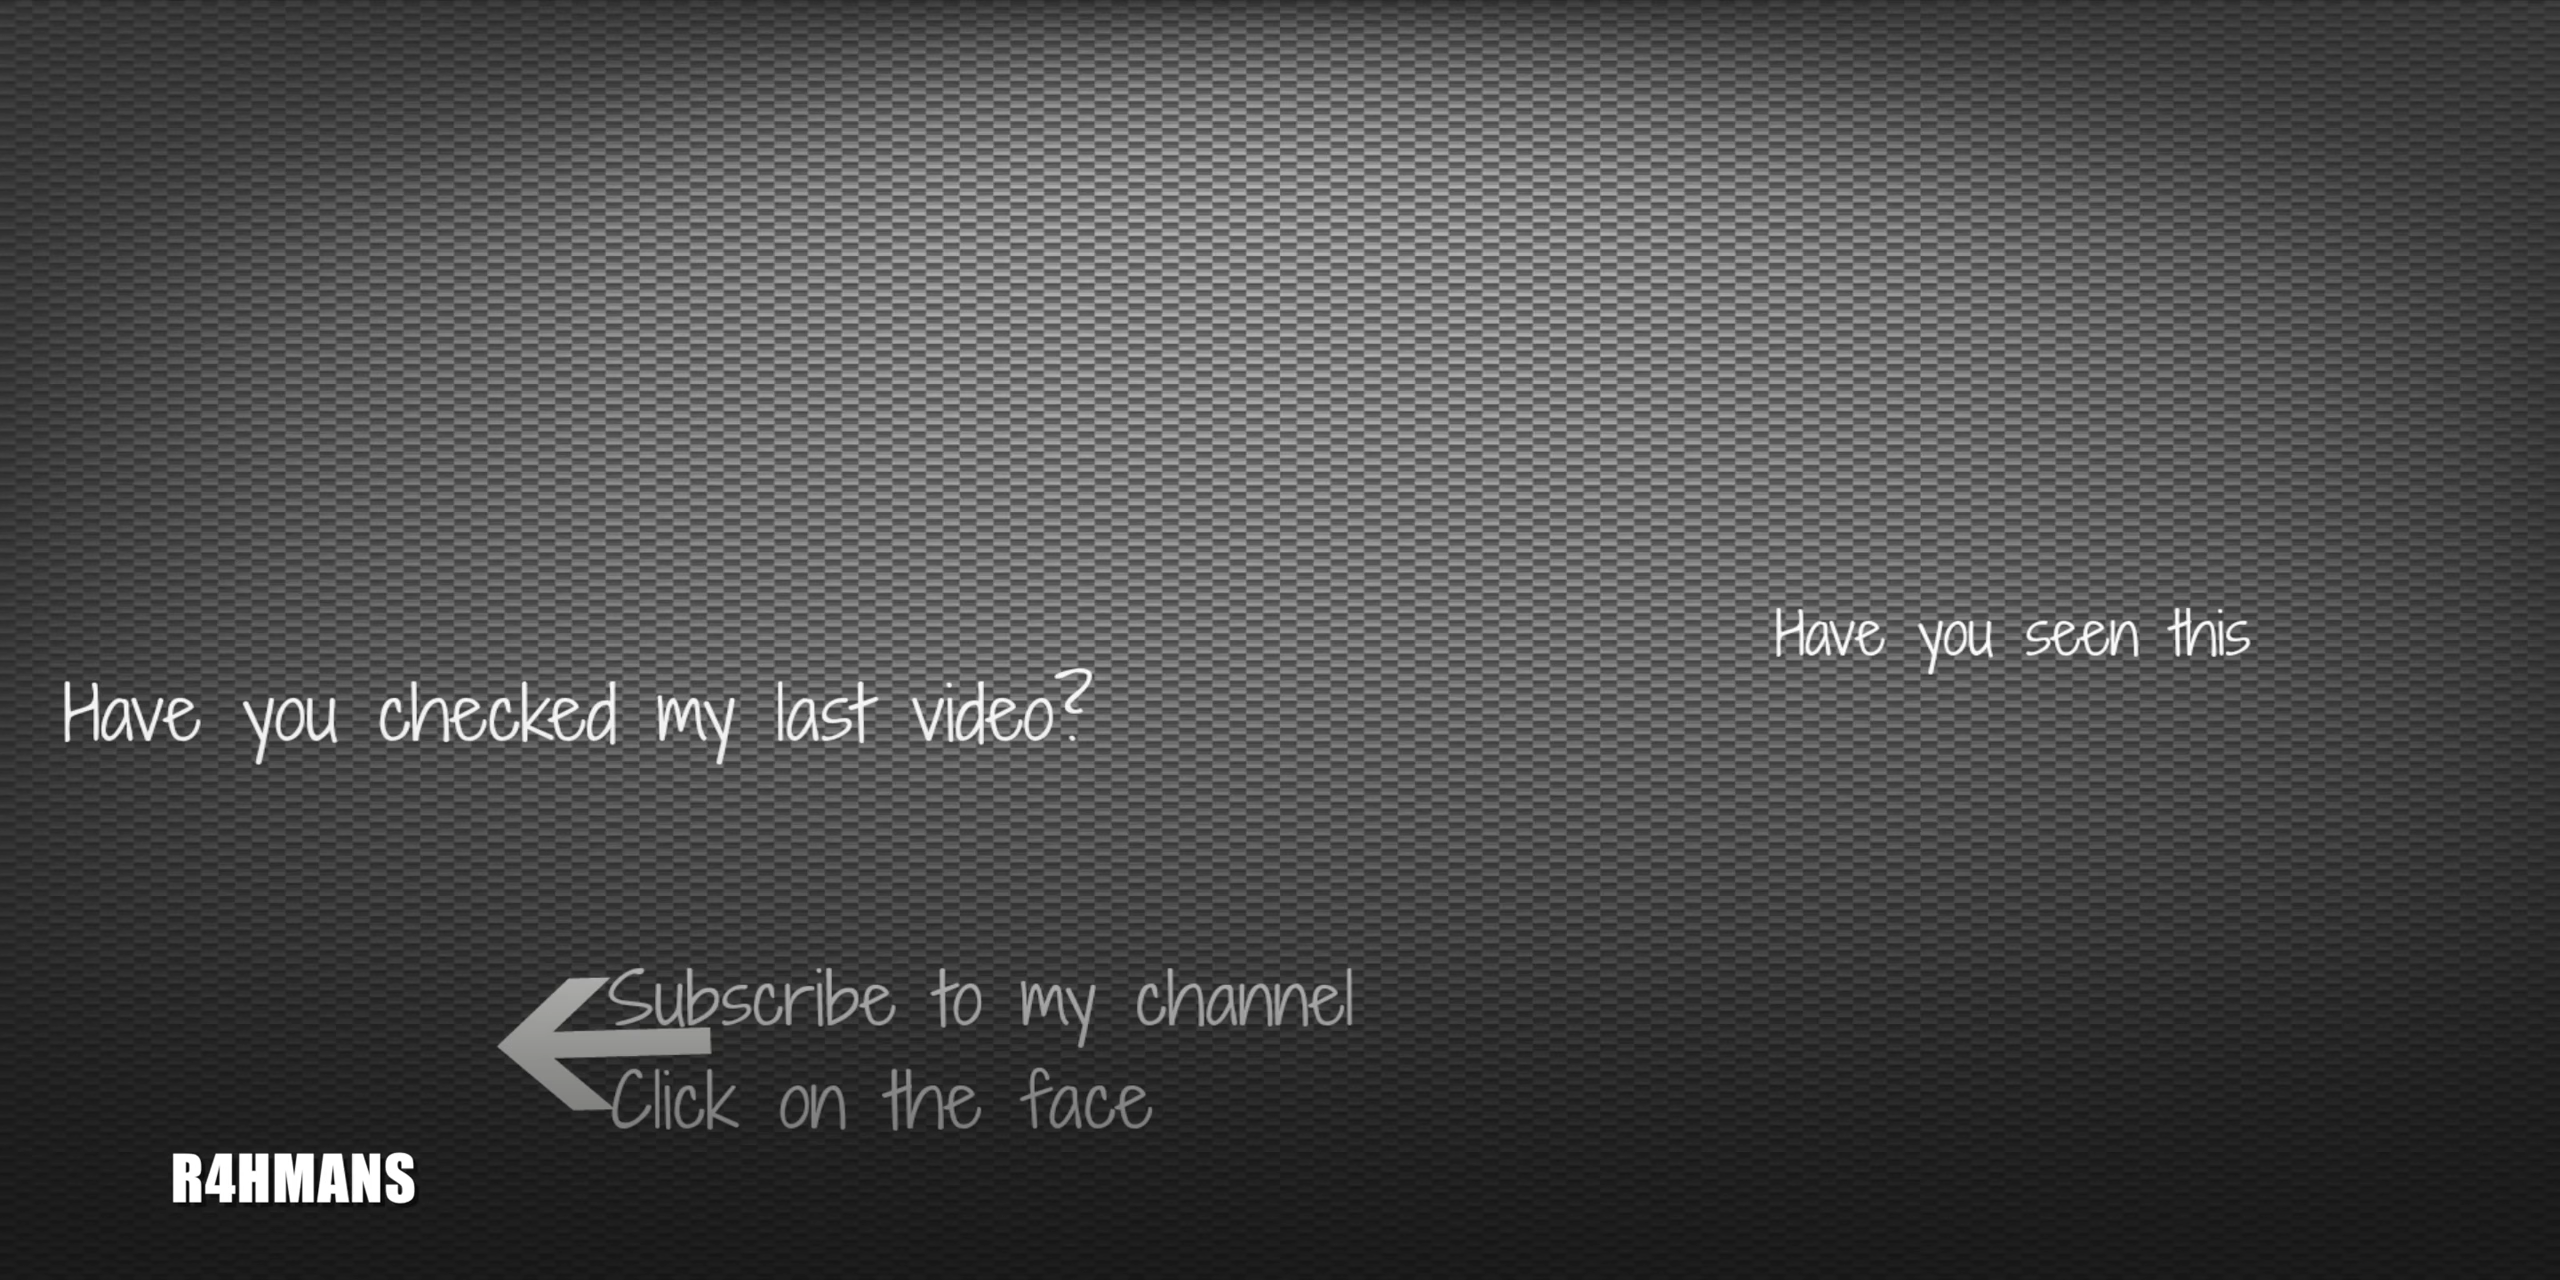 Have you seen this
Have you checked my last video?
Subscribe to my channel
Click on the face
R4HMANS